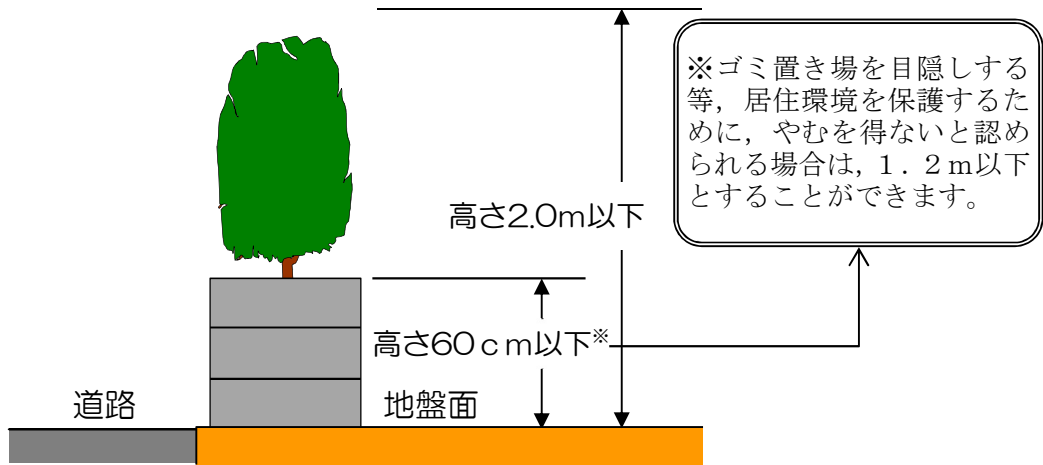 ※ゴミ置き場を目隠しする
等，居住環境を保護するた
めに，やむを得ないと認め
られる場合は，１．２ｍ以下
とすることができます。
高さ2.0m以下
高さ60ｃｍ以下※
道路
地盤面